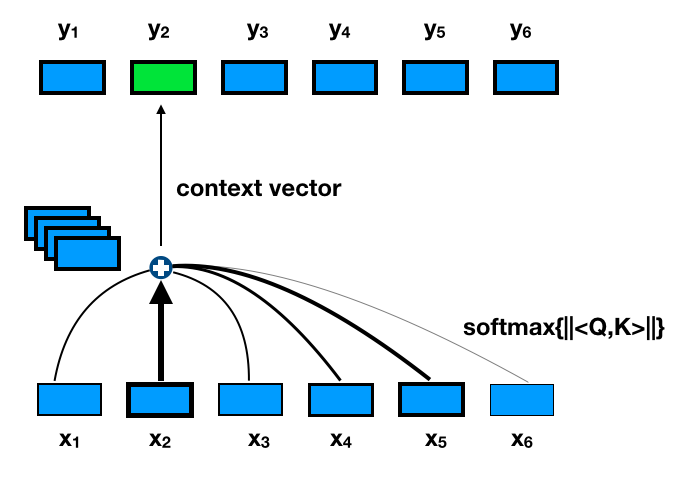 y₁ y₂ y₃ y₄ y₅ y₆
context vector
softmax{||<Q,K>||}
x₁ x₂ x₃ x₄ x₅ x₆